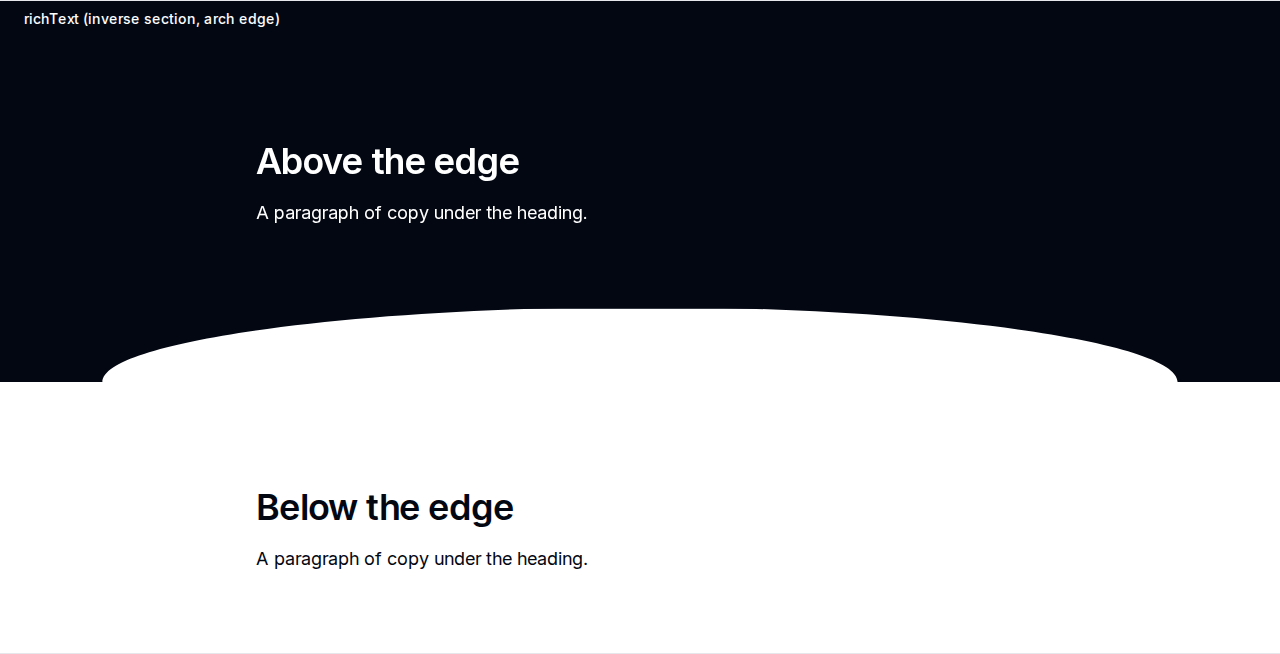 richText (inverse section, arch edge)
Above the edge
A paragraph of copy under the heading.
Below the edge
A paragraph of copy under the heading.